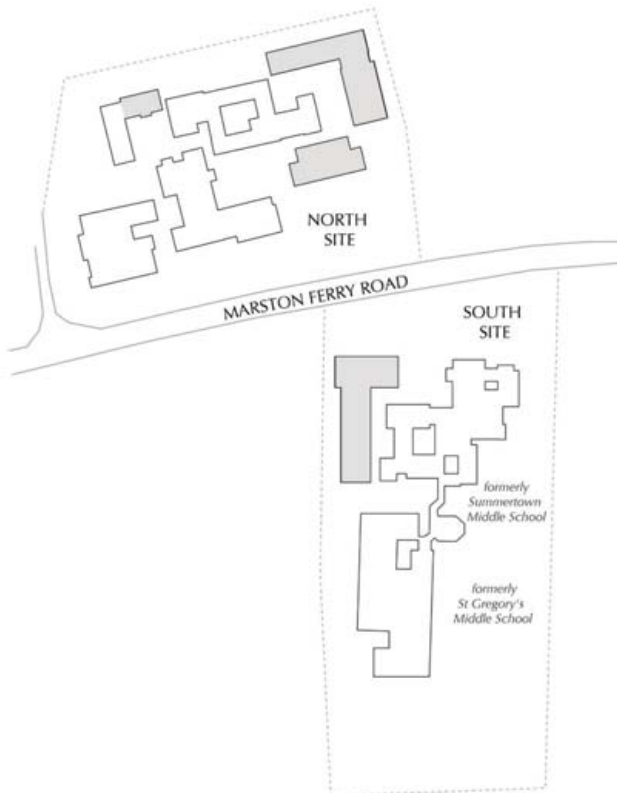 NORTH
SITE
MARSTON FERRY ROAD
SOUTH
SITE
formerly
Summertown
Middle School
formerly
St Gregory's
Middle School